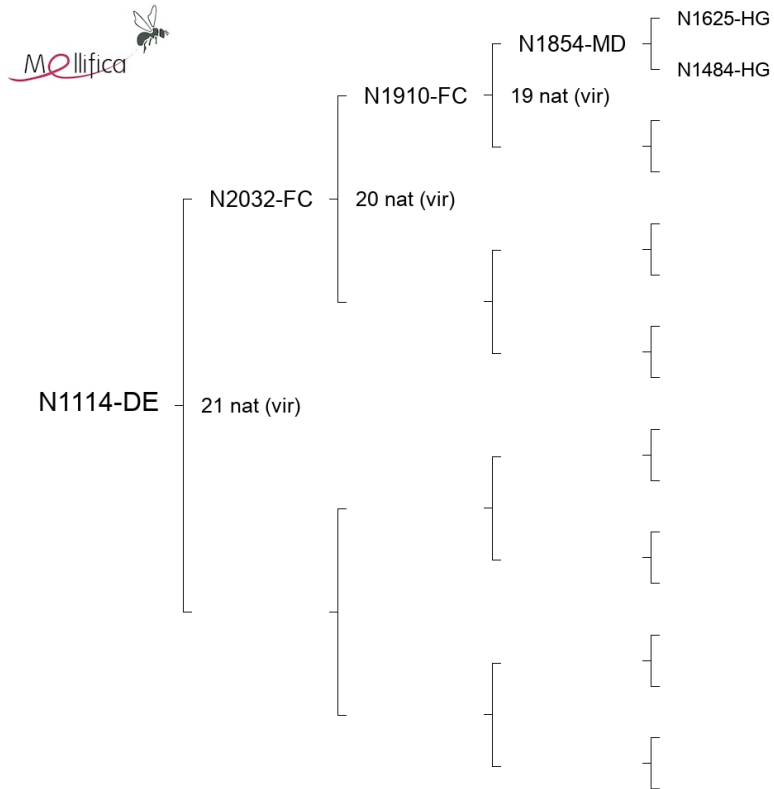 Mellifica
N1625-HG
N1854-MD
N1484-HG
N1910-FC
19 nat (vir)
N2032-FC
20 nat (vir)
N1114-DE
21 nat (vir)